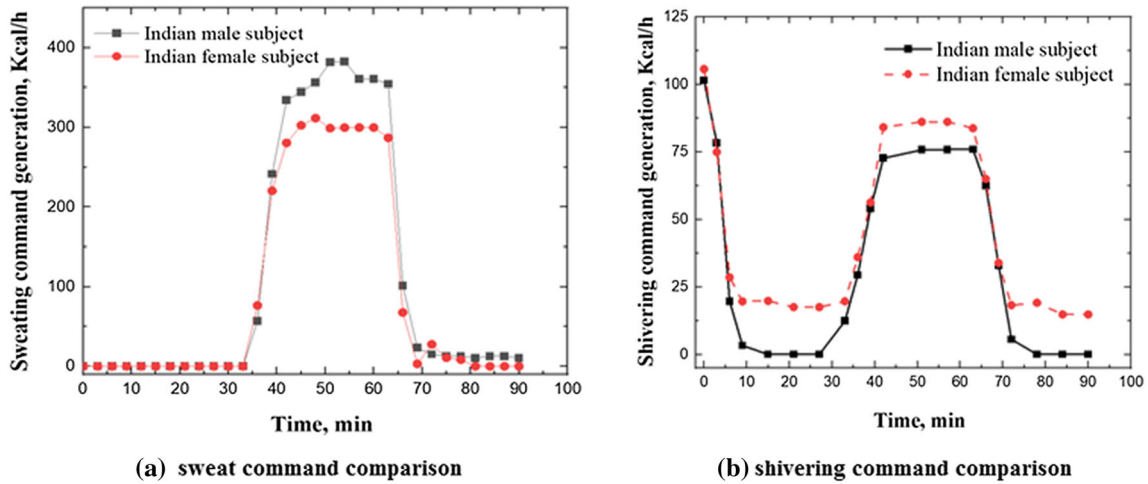 400
300
200
100
0
Sweating command generation, Kcal/h
Indian male subject
Indian female subject
0 10 20 30 40 50 60 70 80 90 100
Time, min
(a) sweat command comparison
125
100
75
50
25
0
Shivering command generation, Kcal/h
Indian male subject
Indian female subject
0 10 20 30 40 50 60 70 80 90 100
Time, min
(b) shivering command comparison